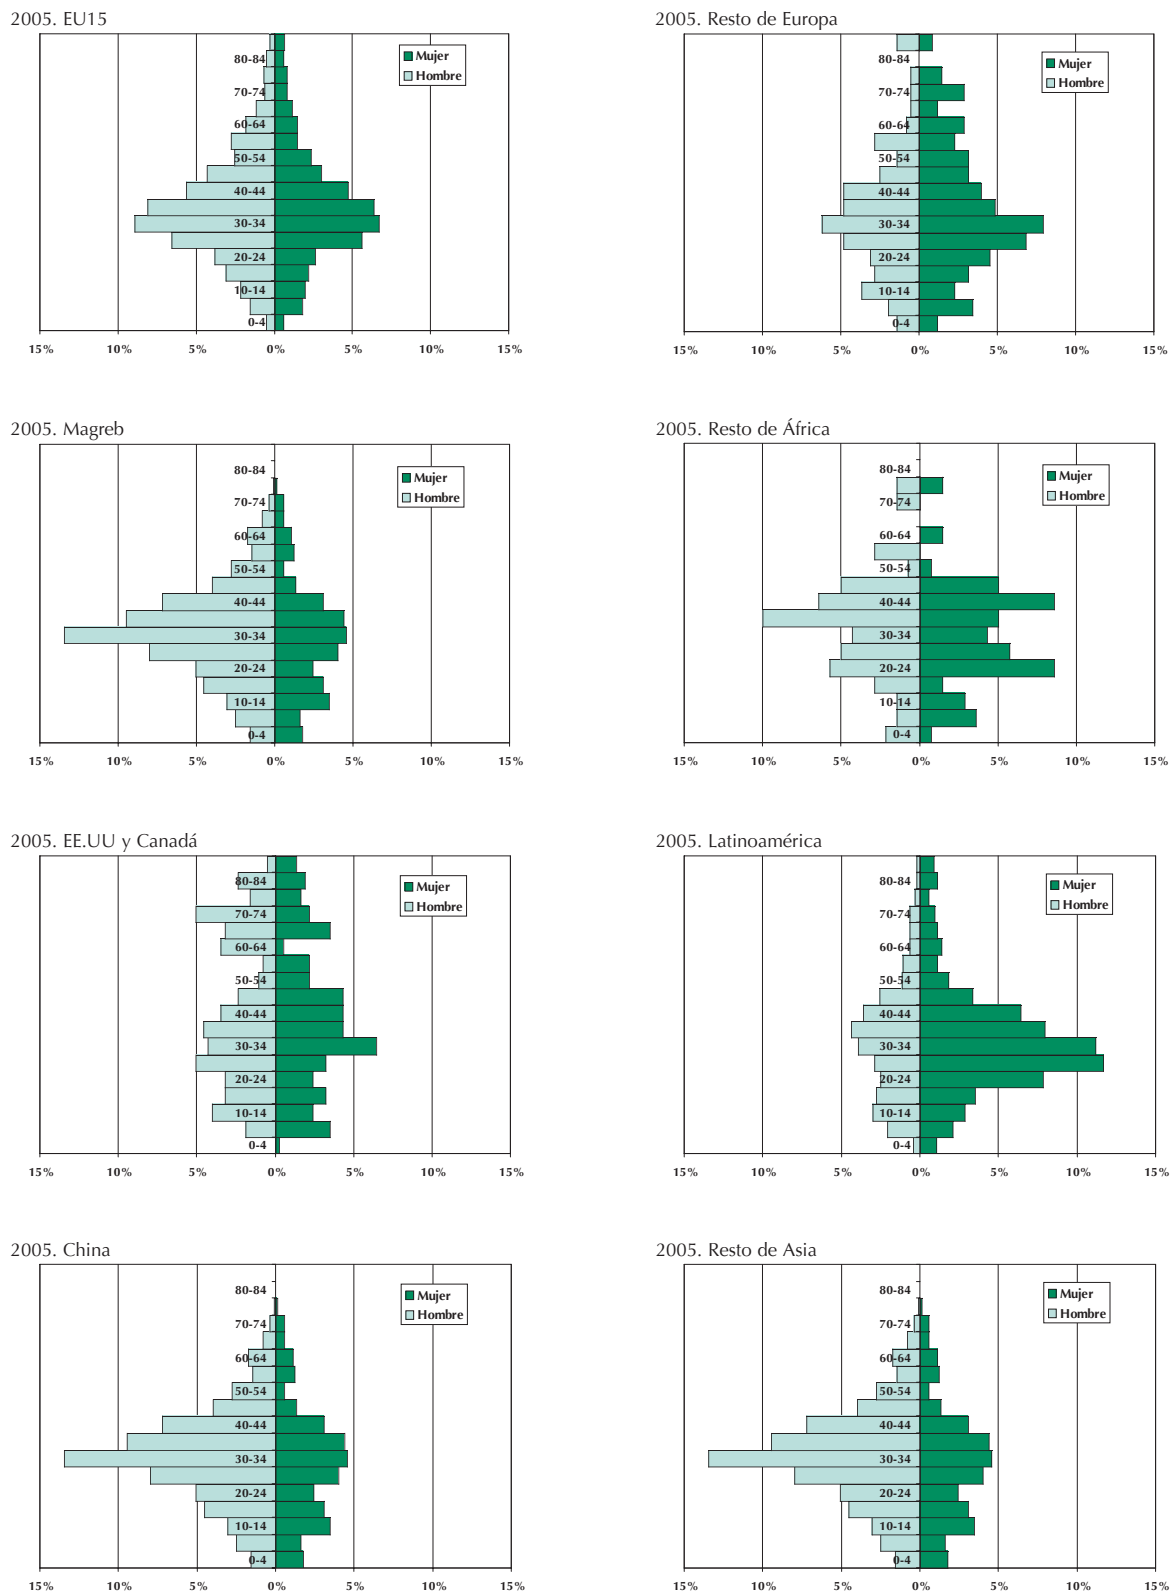 2005. EU15
Mujer
Hombre
80-84
70-74
60-64
50-54
40-44
30-34
20-24
10-14
0-4
15% 10% 5% 0% 5% 10% 15%
2005. Resto de Europa
Mujer
Hombre
80-84
70-74
60-64
50-54
40-44
30-34
20-24
10-14
0-4
15% 10% 5% 0% 5% 10% 15%
2005. Magreb
Mujer
Hombre
80-84
70-74
60-64
50-54
40-44
30-34
20-24
10-14
0-4
15% 10% 5% 0% 5% 10% 15%
2005. Resto de África
Mujer
Hombre
80-84
70-74
60-64
50-54
40-44
30-34
20-24
10-14
0-4
15% 10% 5% 0% 5% 10% 15%
2005. EE.UU y Canadá
Mujer
Hombre
80-84
70-74
60-64
50-54
40-44
30-34
20-24
10-14
0-4
15% 10% 5% 0% 5% 10% 15%
2005. Latinoamérica
Mujer
Hombre
80-84
70-74
60-64
50-54
40-44
30-34
20-24
10-14
0-4
15% 10% 5% 0% 5% 10% 15%
2005. China
Mujer
Hombre
80-84
70-74
60-64
50-54
40-44
30-34
20-24
10-14
0-4
15% 10% 5% 0% 5% 10% 15%
2005. Resto de Asia
Mujer
Hombre
80-84
70-74
60-64
50-54
40-44
30-34
20-24
10-14
0-4
15% 10% 5% 0% 5% 10% 15%